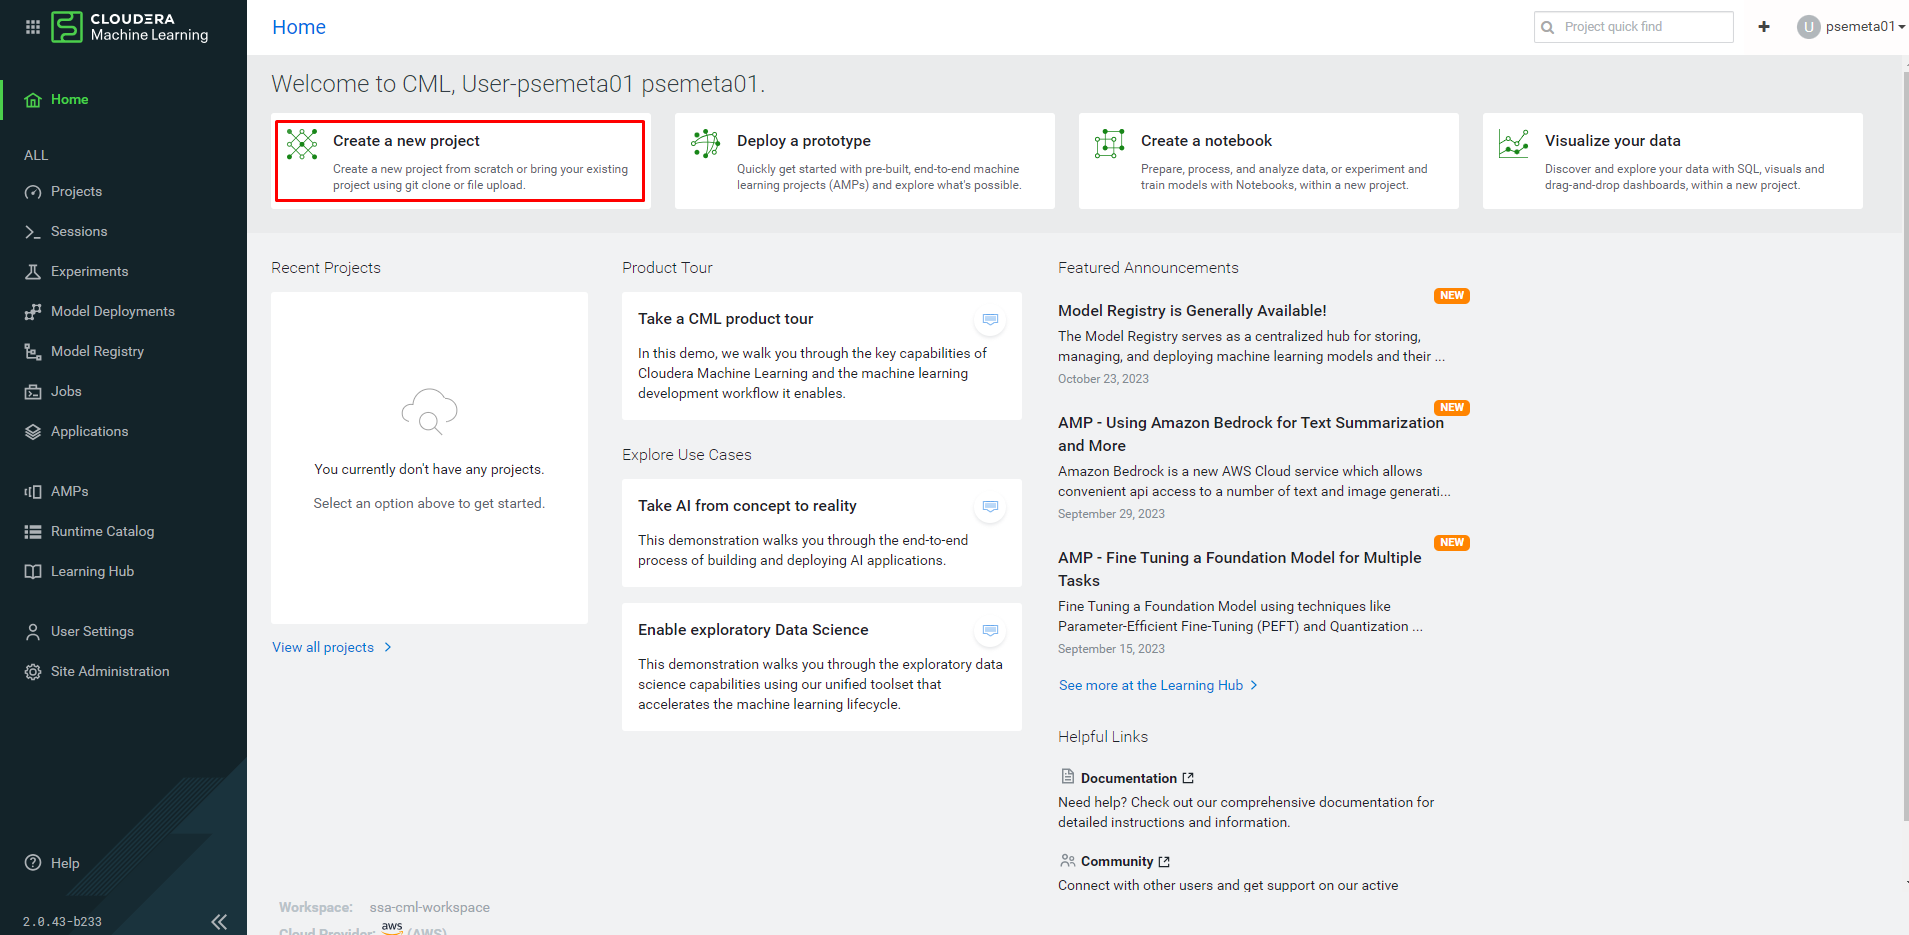 CLOUDERA
Machine Learning
Home
Project quick find
U
psemeta01
Home
ALL
Projects
Sessions
Experiments
Model Deployments
Model Registry
Jobs
Applications
AMPs
Runtime Catalog
Learning Hub
User Settings
Site Administration
Help
2.0.43-b233
Welcome to CML, User-psemeta01 psemeta01.
Create a new project
Create a new project from scratch or bring your existing
project using git clone or file upload.
Deploy a prototype
Quickly get started with pre-built, end-to-end machine
learning projects (AMPs) and explore what's possible.
Create a notebook
Prepare, process, and analyze data, or experiment and
train models with Notebooks, within a new project.
Visualize your data
Discover and explore your data with SQL, visuals and
drag-and-drop dashboards, within a new project.
Recent Projects
You currently don't have any projects.
Select an option above to get started.
View all projects
Product Tour
Take a CML product tour
In this demo, we walk you through the key capabilities of
Cloudera Machine Learning and the machine learning
development workflow it enables.
Explore Use Cases
Take AI from concept to reality
This demonstration walks you through the end-to-end
process of building and deploying AI applications.
Enable exploratory Data Science
This demonstration walks you through the exploratory data
science capabilities using our unified toolset that
accelerates the machine learning lifecycle.
Featured Announcements
NEW
Model Registry is Generally Available!
The Model Registry serves as a centralized hub for storing,
managing, and deploying machine learning models and their ...
October 23, 2023
NEW
AMP - Using Amazon Bedrock for Text Summarization
and More
Amazon Bedrock is a new AWS Cloud service which allows
convenient api access to a number of text and image generati...
September 29, 2023
NEW
AMP - Fine Tuning a Foundation Model for Multiple
Tasks
Fine Tuning a Foundation Model using techniques like
Parameter-Efficient Fine-Tuning (PEFT) and Quantization ...
September 15, 2023
See more at the Learning Hub
Helpful Links
Documentation
Need help? Check out our comprehensive documentation for
detailed instructions and information.
Community
Connect with other users and get support on our active
Workspace: ssa-cml-workspace
Cloud Provider: aws (AWS)